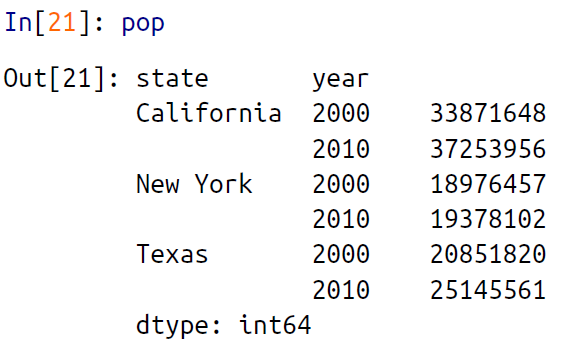 In[21]: pop
Out[21]: state       year
         California  2000    33871648
                     2010    37253956
         New York    2000    18976457
                     2010    19378102
         Texas       2000    20851820
                     2010    25145561
         dtype: int64